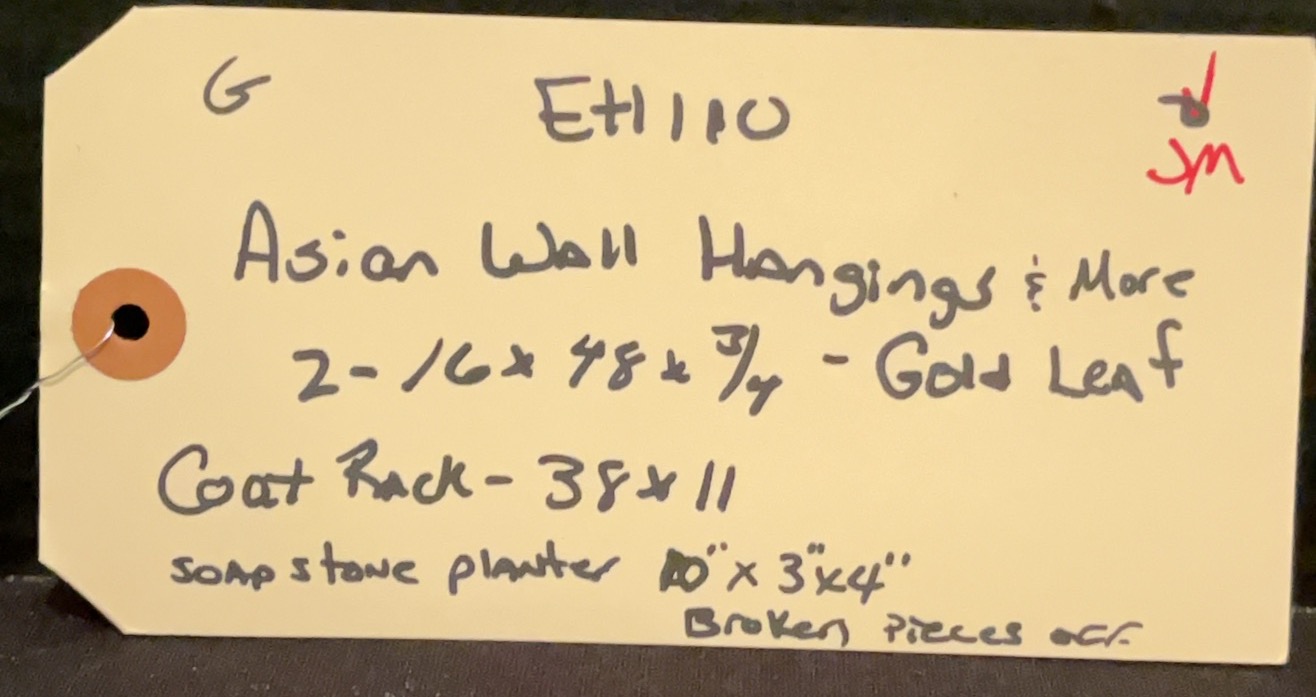 G EH110
JM
Asian Wall Hangings & More
2- 16 x 48 x 3/4 - Gold Leaf
Coat Rack - 38 x 11
soapstone planter 10" x 3" x 4"
Broken pieces off